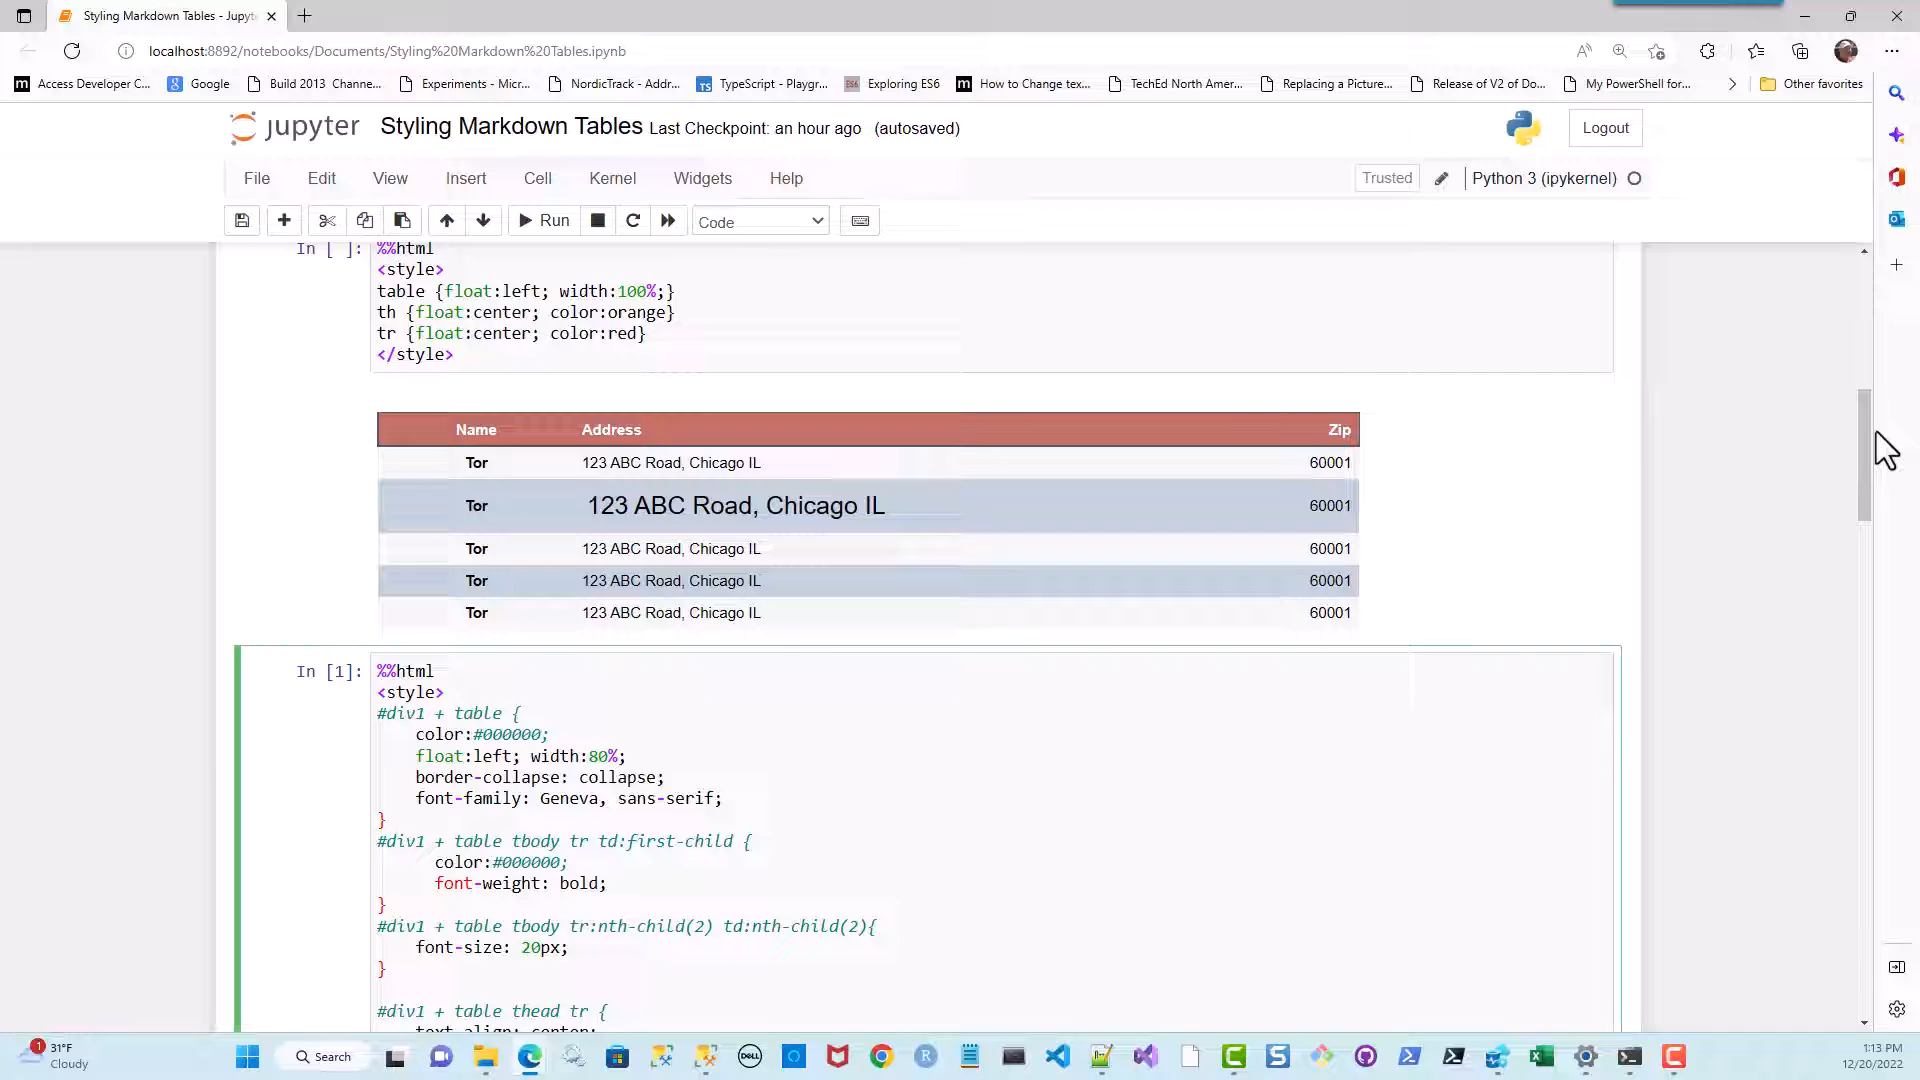 Styling Markdown Tables - Jupyte
localhost:8892/notebooks/Documents/Styling%20Markdown%20Tables.ipynb
Access Developer C...
Google
Build 2013 Channe...
Experiments - Micr...
NordicTrack - Addr...
TypeScript - Playgr...
Exploring ES6
How to Change tex...
TechEd North Amer...
Replacing a Picture...
Release of V2 of Do...
My PowerShell for...
Other favorites
jupyter
Styling Markdown Tables Last Checkpoint: an hour ago (autosaved)
Logout
File Edit View Insert Cell Kernel Widgets Help
Trusted
Python 3 (ipykernel)
Run
Code
In [ ]: %%html
<style>
table {float:left; width:100%;}
th {float:center; color:orange}
tr {float:center; color:red}
</style>
Name Address Zip
Tor 123 ABC Road, Chicago IL 60001
Tor 123 ABC Road, Chicago IL 60001
Tor 123 ABC Road, Chicago IL 60001
Tor 123 ABC Road, Chicago IL 60001
Tor 123 ABC Road, Chicago IL 60001
In [1]: %%html
<style>
#div1 + table {
color:#000000;
float:left; width:80%;
border-collapse: collapse;
font-family: Geneva, sans-serif;
}
#div1 + table tbody tr td:first-child {
color:#000000;
font-weight: bold;
}
#div1 + table tbody tr:nth-child(2) td:nth-child(2){
font-size: 20px;
}
#div1 + table thead tr {
text-align: center;
1
31°F
Cloudy
Search
DELL
1:13 PM
12/20/2022